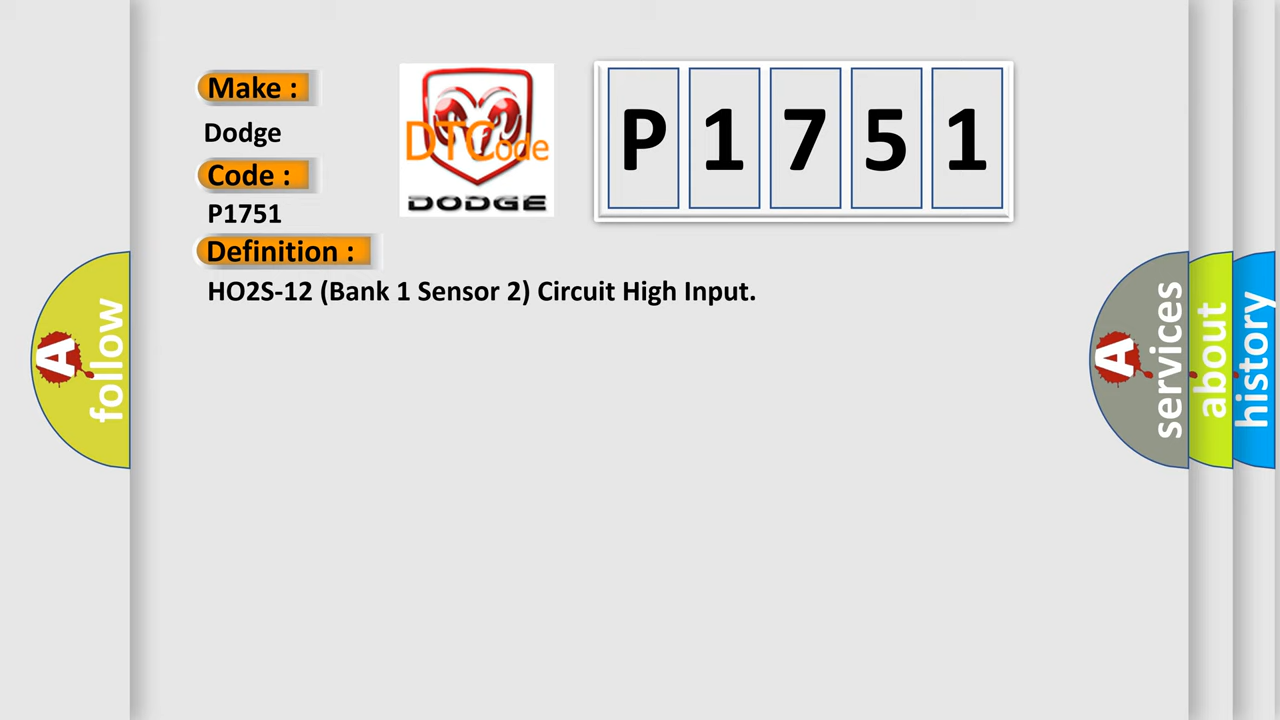 Make :
Dodge
Code :
P1751
Definition :
HO2S-12 (Bank 1 Sensor 2) Circuit High Input.
DTCode
DODGE
P 1 7 5 1
A follow
A services
about
history